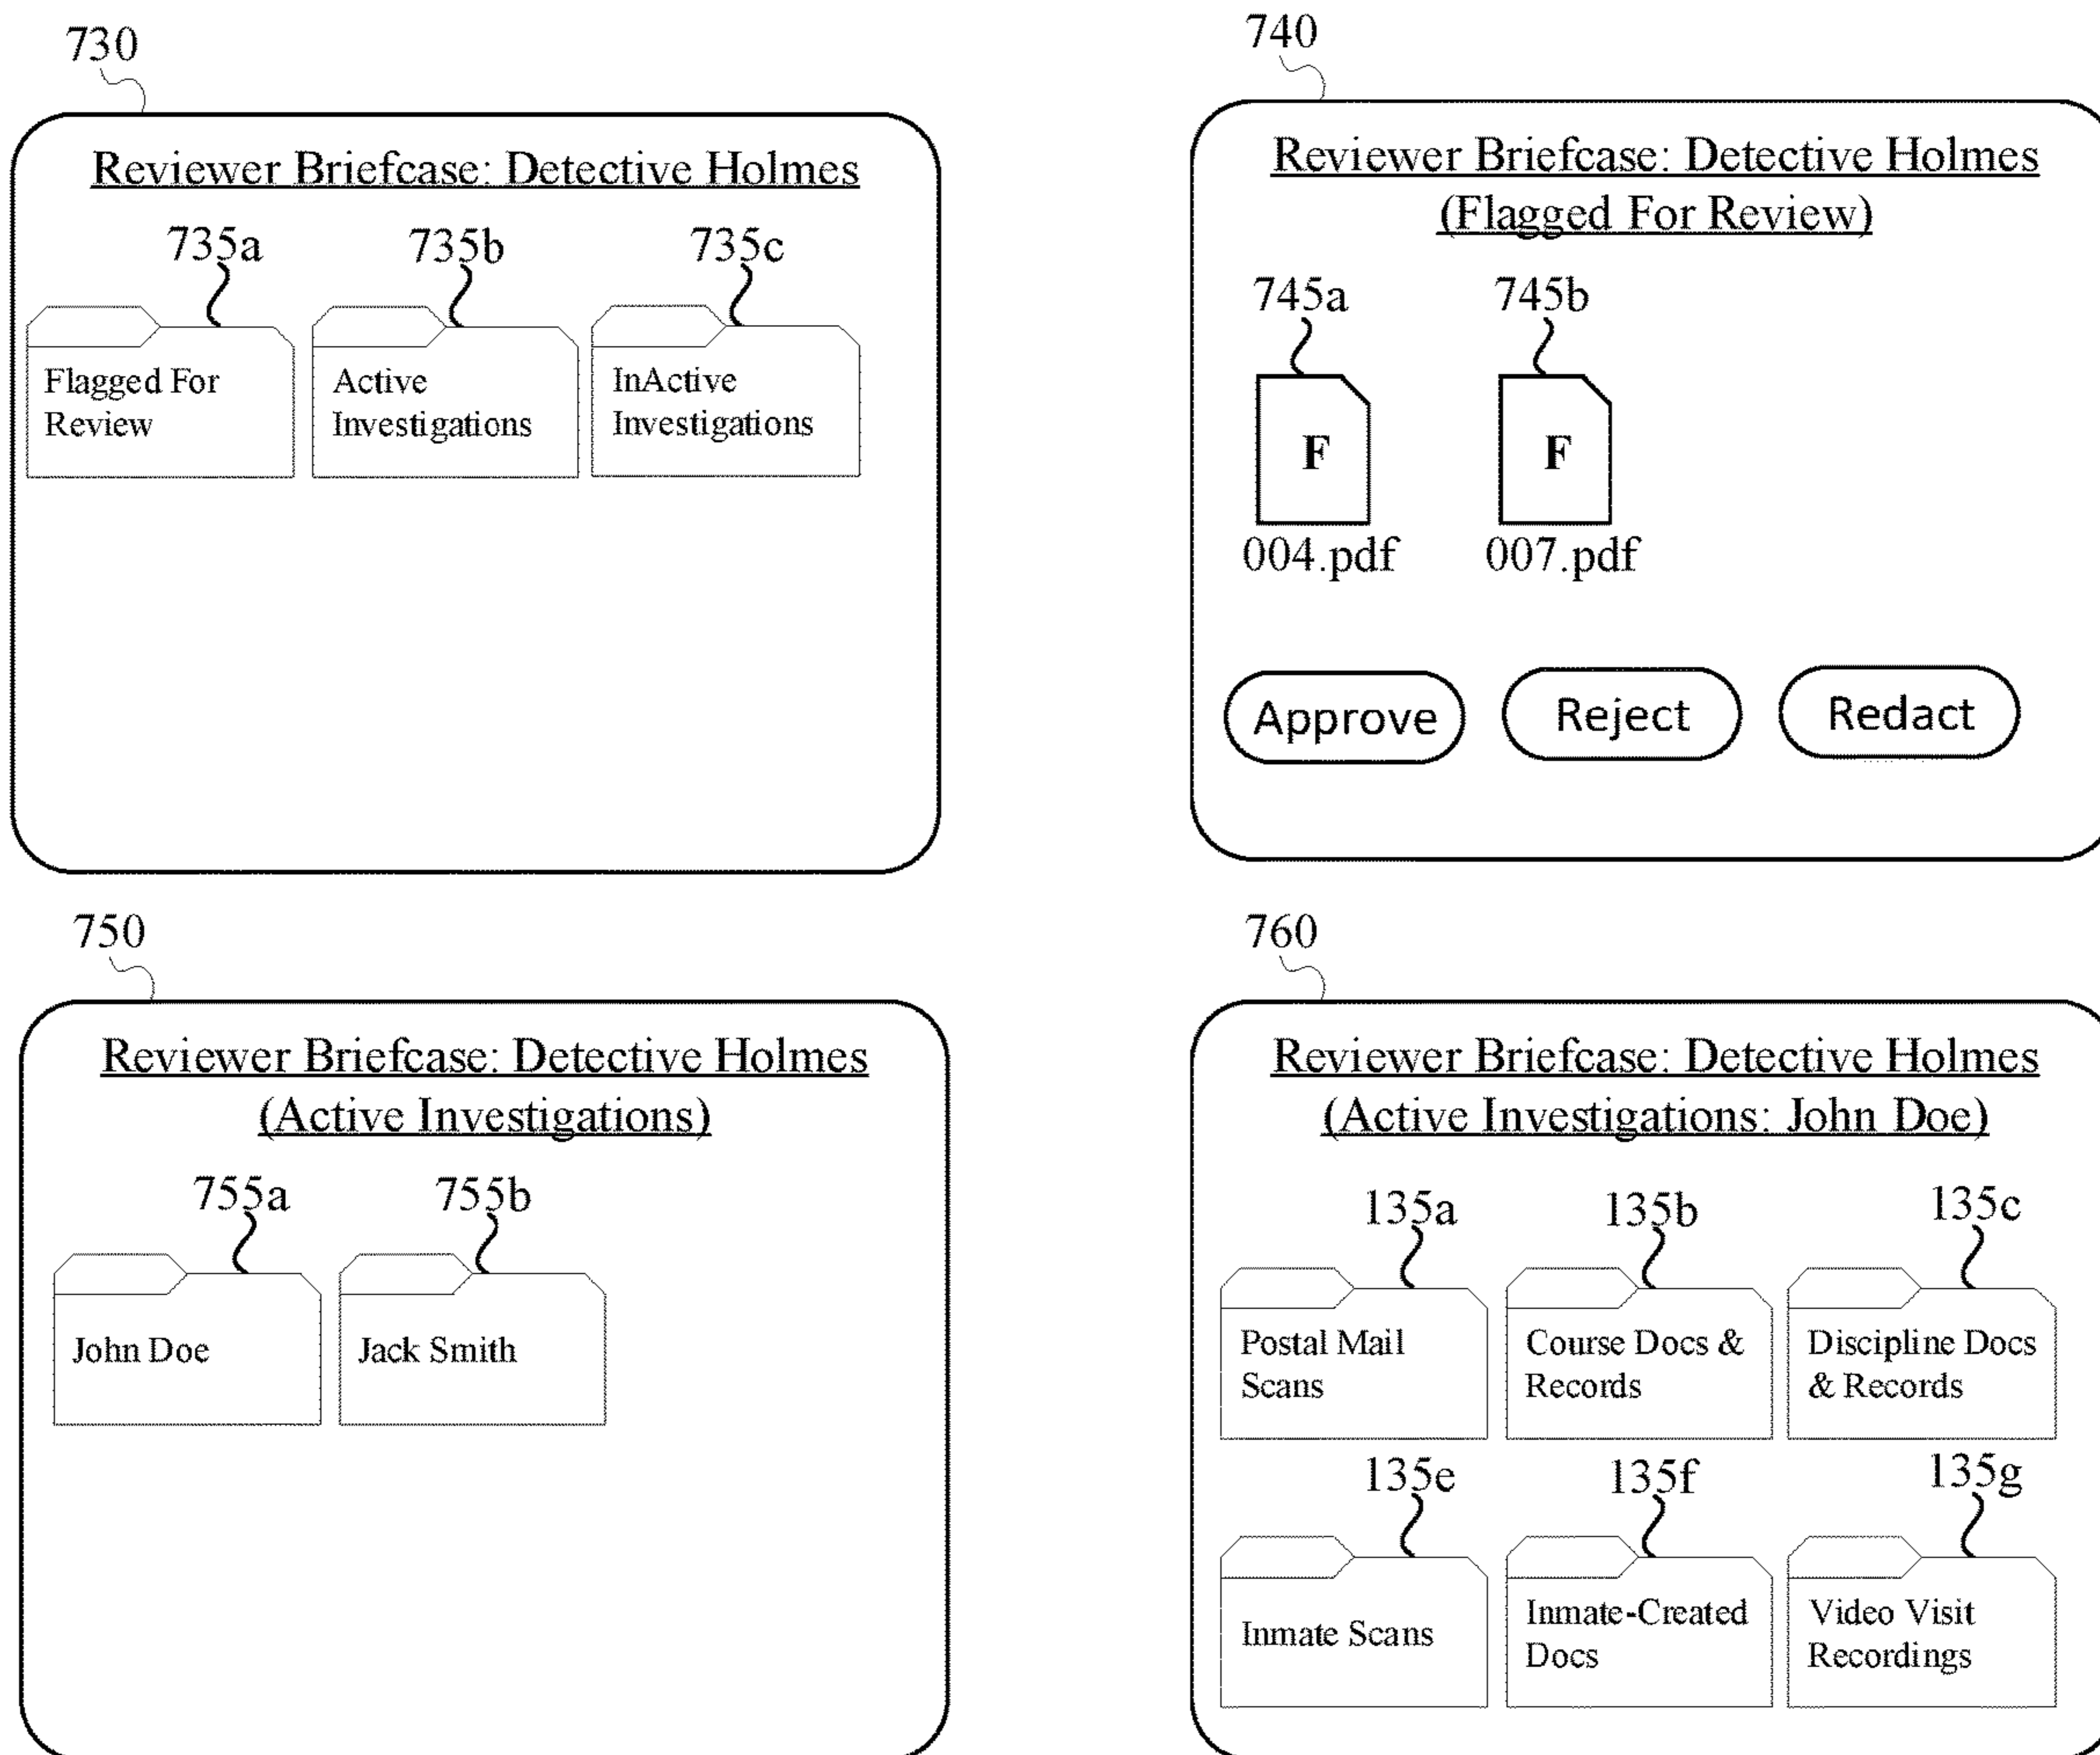 730
Reviewer Briefcase: Detective Holmes
735a 735b 735c
Flagged For
Review
Active
Investigations
InActive
Investigations
740
Reviewer Briefcase: Detective Holmes
(Flagged For Review)
745a 745b
F F
004.pdf 007.pdf
Approve Reject Redact
750
Reviewer Briefcase: Detective Holmes
(Active Investigations)
755a 755b
John Doe Jack Smith
760
Reviewer Briefcase: Detective Holmes
(Active Investigations: John Doe)
135a 135b 135c
Postal Mail
Scans
Course Docs &
Records
Discipline Docs
& Records
135e 135f 135g
Inmate Scans
Inmate-Created
Docs
Video Visit
Recordings